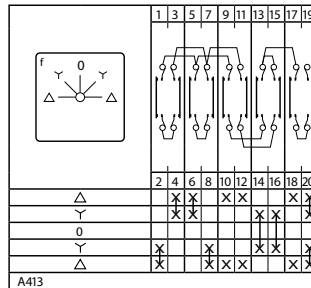 1 3 5 7 9 11 13 15 17 19
f 0
2 4 6 8 10 12 14 16 18 20
△ X X X X X X
Y X X X X X
0
Y X X X X X
△ X X X X X X
A413